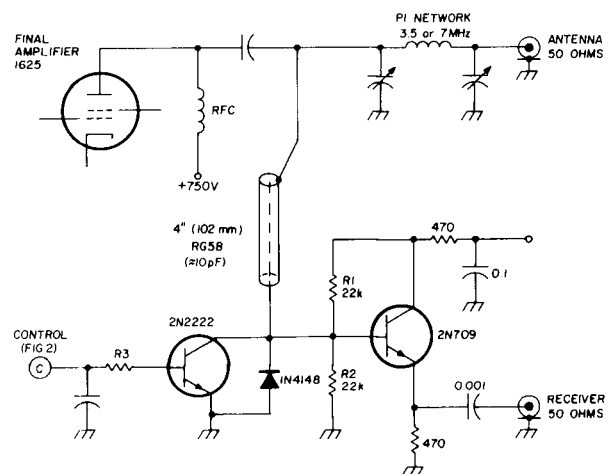 FINAL
AMPLIFIER
1625
PI NETWORK
3.5 or 7MHz
ANTENNA
50 OHMS
RFC
+750V
4" (102 mm)
RG58
(≈10pF)
470
R1
22k
0.1
2N2222
2N709
CONTROL
(FIG 2)
C
R3
1N4148
R2
22k
0.001
RECEIVER
50 OHMS
470